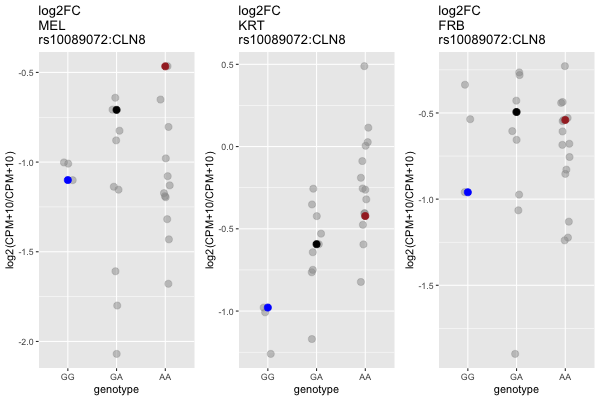 log2FC
MEL
rs10089072:CLN8
log2(CPM+10/CPM+10)
-0.5
-1.0
-1.5
-2.0
GG GA AA
genotype
log2FC
KRT
rs10089072:CLN8
log2(CPM+10/CPM+10)
0.5
0.0
-0.5
-1.0
GG GA AA
genotype
log2FC
FRB
rs10089072:CLN8
log2(CPM+10/CPM+10)
-0.5
-1.0
-1.5
GG GA AA
genotype